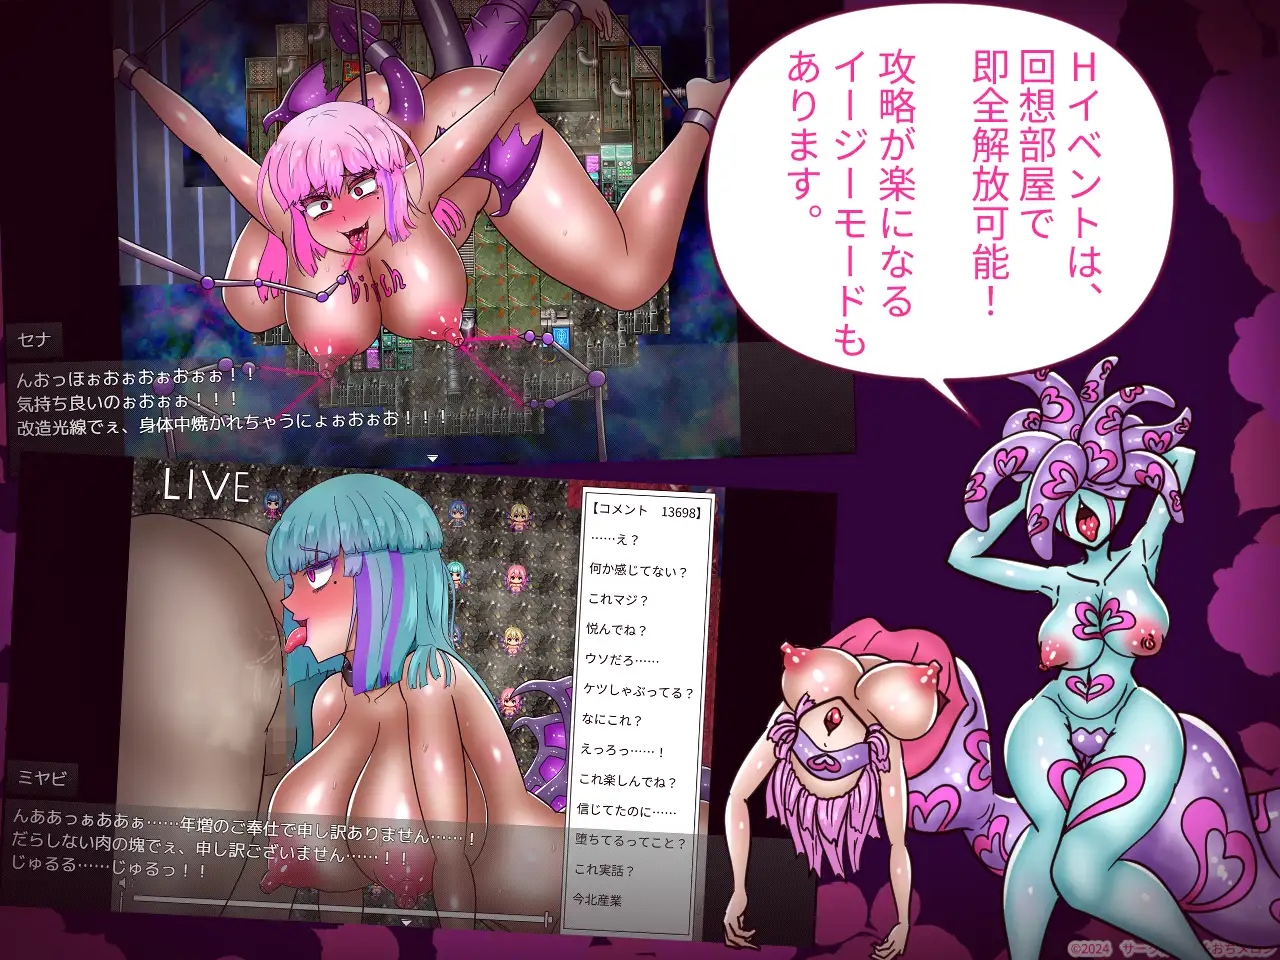 Hイベントは、
回想部屋で
即全解放可能!
攻略が楽になる
イージーモードも
あります。
bitch
セナ
んおっほぉおぉおぉおぉぉ!!
気持ち良いのぉおぉぉ!!!
改造光線でぇ、身体中焼かれちゃうにょぉおぉお!!!
LIVE
【コメント 13698】
……え?
何か感じてない?
これマジ?
悦んでね?
ウソだろ……
ケツしゃぶってる?
なにこれ?
えっろっ……!
これ楽しんでね?
信じてたのに……
堕ちてるってこと?
これ実話?
今北産業
ミヤビ
んああっぁああぁ……年増のご奉仕で申し訳ありません……!
だらしない肉の塊でぇ、申し訳ございません……!!
じゅるる……じゅるっ!!
©2024